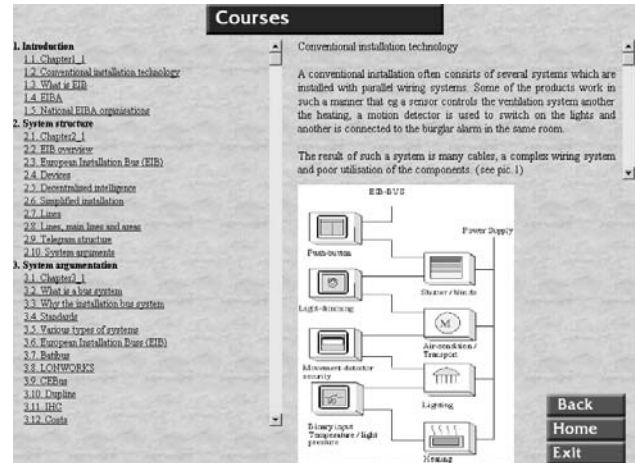 Courses
1. Introduction
1.1. Chapter1_1
1.2. Conventional installation technology
1.3. What is EIB
1.4. EIBA
1.5. National EIBA organisations
2. System structure
2.1. Chapter2_1
2.2. EIB overview
2.3. European Installation Bus (EIB)
2.4. Devices
2.5. Decentralised intelligence
2.6. Simplified installation
2.7. Lines
2.8. Lines, main lines and areas
2.9. Telegram structure
2.10. System arguments
3. System argumentation
3.1. Chapter3_1
3.2. What is a bus system
3.3. Why the installation bus system
3.4. Standards
3.5. Various types of systems
3.6. European Installation Buss (EIB)
3.7. Batibus
3.8. LONWORKS
3.9. CEBus
3.10. Dupline
3.11. IHC
3.12. Costs
Conventional installation technology
A conventional installation often consists of several systems which are
installed with parallel wiring systems. Some of the products work in
such a manner that eg a sensor controls the ventilation system another
the heating, a motion detector is used to switch on the lights and
another is connected to the burglar alarm in the same room.
The result of such a system is many cables, a complex wiring system
and poor utilisation of the components. (see pic.1)
EIB-BUS
Power Supply
Push-button
Shutter / blinds
Light-dimming
M
Air-condition /
Transport
Movement-detector
security
Lighting
Binary input
Temperature / light
pressure
Heating
Back
Home
Exit